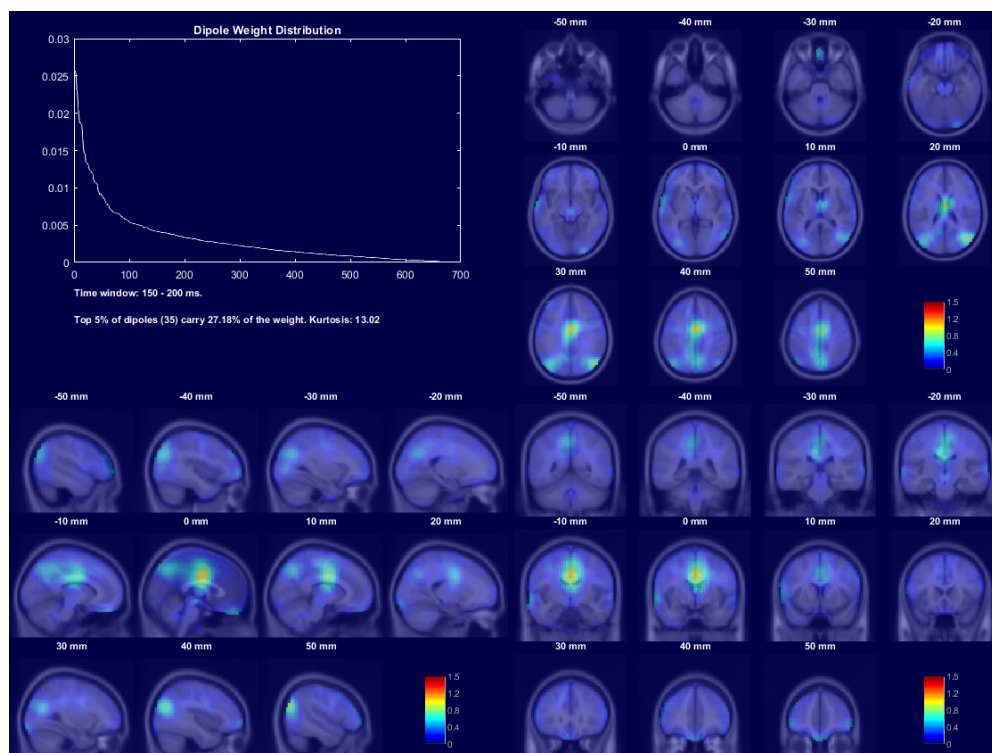 Dipole Weight Distribution
0.03
0.025
0.02
0.015
0.01
0.005
0
0 100 200 300 400 500 600 700
Time window: 150 - 200 ms.
Top 5% of dipoles (35) carry 27.18% of the weight. Kurtosis: 13.02
-50 mm -40 mm -30 mm -20 mm
-10 mm 0 mm 10 mm 20 mm
30 mm 40 mm 50 mm
1.5
1.2
0.8
0.4
0
-50 mm -40 mm -30 mm -20 mm
-10 mm 0 mm 10 mm 20 mm
30 mm 40 mm 50 mm
1.5
1.2
0.8
0.4
0
-50 mm -40 mm -30 mm -20 mm
-10 mm 0 mm 10 mm 20 mm
30 mm 40 mm 50 mm
1.5
1.2
0.8
0.4
0